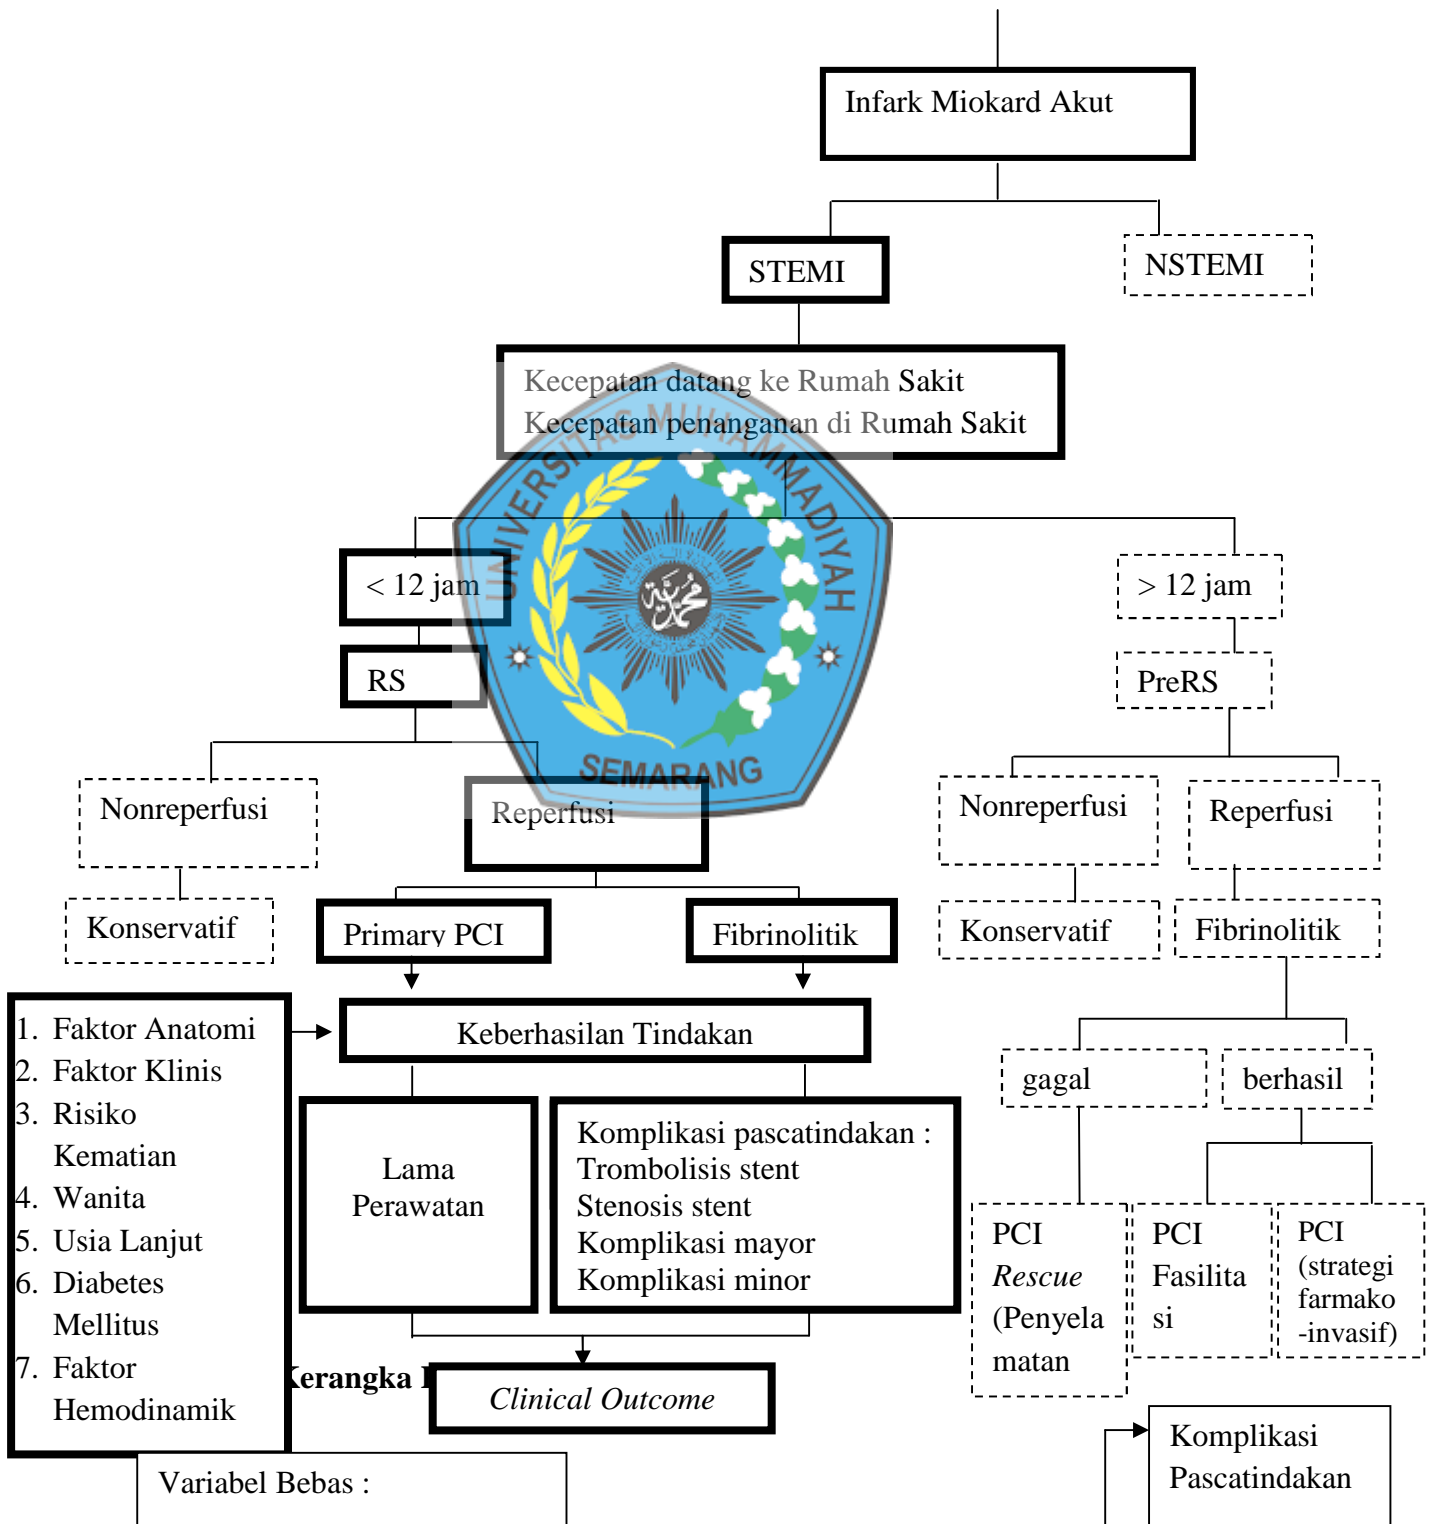 Infark Miokard Akut
STEMI
NSTEMI
Kecepatan datang ke Rumah Sakit
Kecepatan penanganan di Rumah Sakit
UNIVERSITAS MUHAMMADIYAH
SEMARANG
< 12 jam
> 12 jam
RS
PreRS
Nonreperfusi
Reperfusi
Nonreperfusi
Reperfusi
Konservatif
Primary PCI
Fibrinolitik
Konservatif
Fibrinolitik
1. Faktor Anatomi
2. Faktor Klinis
3. Risiko
Kematian
4. Wanita
5. Usia Lanjut
6. Diabetes
Mellitus
7. Faktor
Hemodinamik
Keberhasilan Tindakan
gagal
berhasil
Lama
Perawatan
Komplikasi pascatindakan :
Trombolisis stent
Stenosis stent
Komplikasi mayor
Komplikasi minor
PCI
Rescue
(Penyela
matan
PCI
Fasilita
si
PCI
(strategi
farmako
-invasif)
Kerangka
Clinical Outcome
Variabel Bebas :
Komplikasi
Pascatindakan